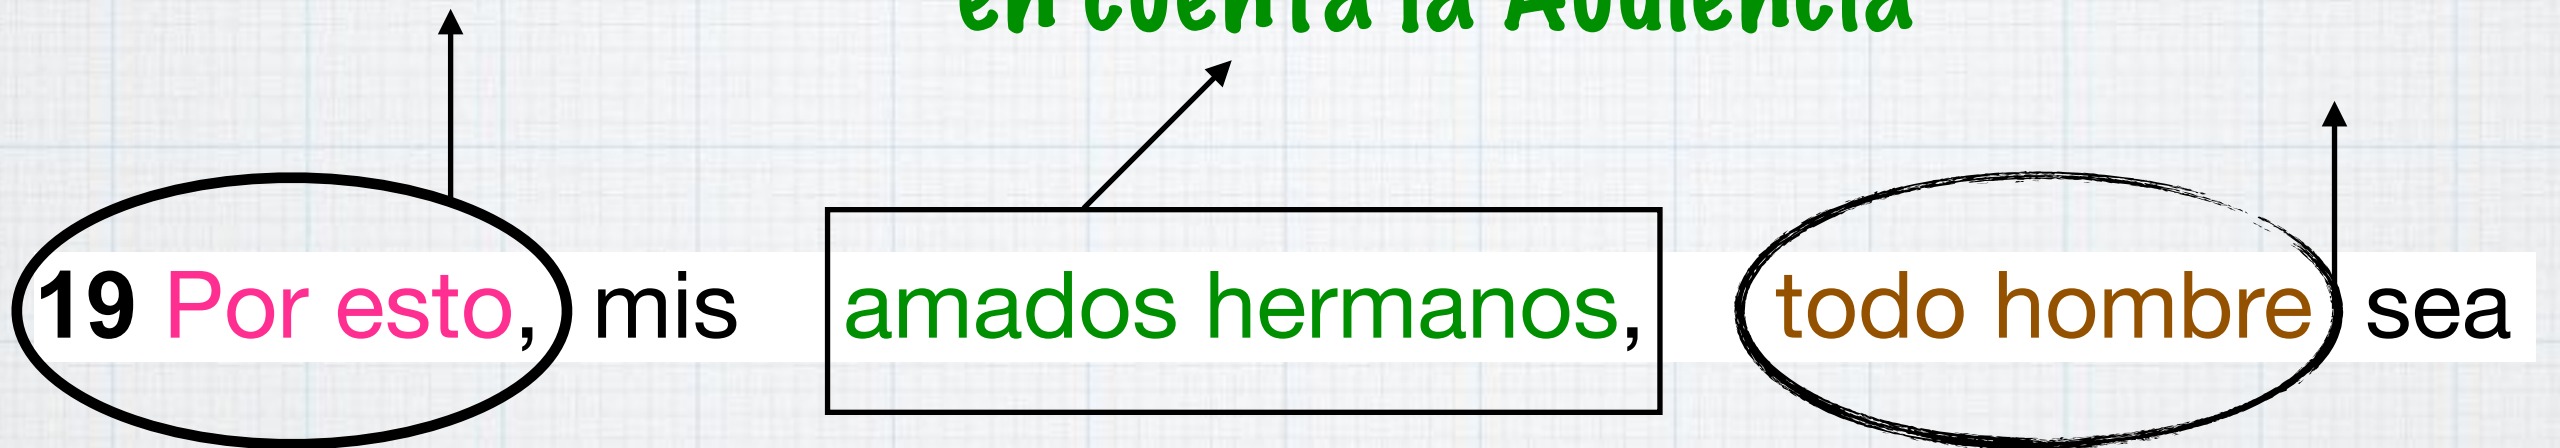 en cuenta la Audiencia
19 Por esto, mis amados hermanos, todo hombre sea